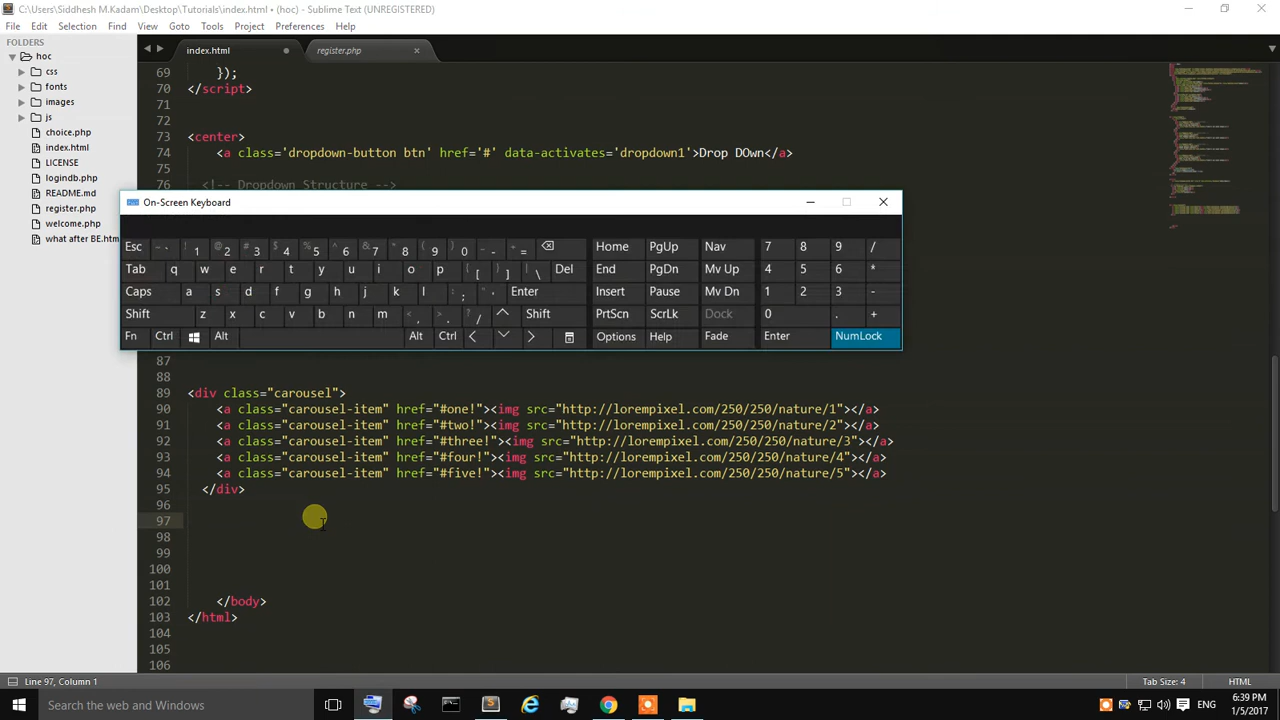 C:\Users\Siddhesh M.Kadam\Desktop\Tutorials\index.html • (hoc) - Sublime Text (UNREGISTERED)
File Edit Selection Find View Goto Tools Project Preferences Help
FOLDERS
hoc
css
fonts
images
js
choice.php
index.html
LICENSE
logindb.php
README.md
register.php
welcome.php
what after BE.htm
index.html register.php
69 });
70 </script>
71
72
73 <center>
74 <a class='dropdown-button btn' href='#' data-activates='dropdown1'>Drop DOwn</a>
75
76 <!-- Dropdown Structure -->
On-Screen Keyboard
Esc ~ ` ! 1 @ 2 # 3 $ 4 % 5 ^ 6 & 7 * 8 ( 9 ) 0 _ - + = Home PgUp Nav 7 8 9 /
Tab q w e r t y u i o p { [ } ] | \ Del End PgDn Mv Up 4 5 6 *
Caps a s d f g h j k l : ; " ' Enter Insert Pause Mv Dn 1 2 3 -
Shift z x c v b n m < , > . ? / Shift PrtScn ScrLk Dock 0 . +
Fn Ctrl Alt Alt Ctrl Options Help Fade Enter NumLock
87
88
89 <div class="carousel">
90 <a class="carousel-item" href="#one!"><img src="http://lorempixel.com/250/250/nature/1"></a>
91 <a class="carousel-item" href="#two!"><img src="http://lorempixel.com/250/250/nature/2"></a>
92 <a class="carousel-item" href="#three!"><img src="http://lorempixel.com/250/250/nature/3"></a>
93 <a class="carousel-item" href="#four!"><img src="http://lorempixel.com/250/250/nature/4"></a>
94 <a class="carousel-item" href="#five!"><img src="http://lorempixel.com/250/250/nature/5"></a>
95 </div>
96
97
98
99
100
101
102 </body>
103 </html>
104
105
106
Line 97, Column 1 Tab Size: 4 HTML
Search the web and Windows
ENG
6:39 PM
1/5/2017